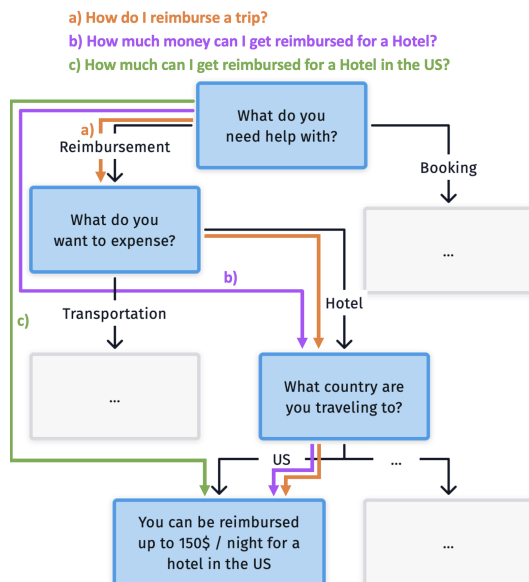 a) How do I reimburse a trip?
b) How much money can I get reimbursed for a Hotel?
c) How much can I get reimbursed for a Hotel in the US?
What do you
need help with?
a)
Reimbursement
Booking
What do you
want to expense?
...
b)
Hotel
c)
Transportation
...
What country are
you traveling to?
US
...
You can be reimbursed
up to 150$ / night for a
hotel in the US
...